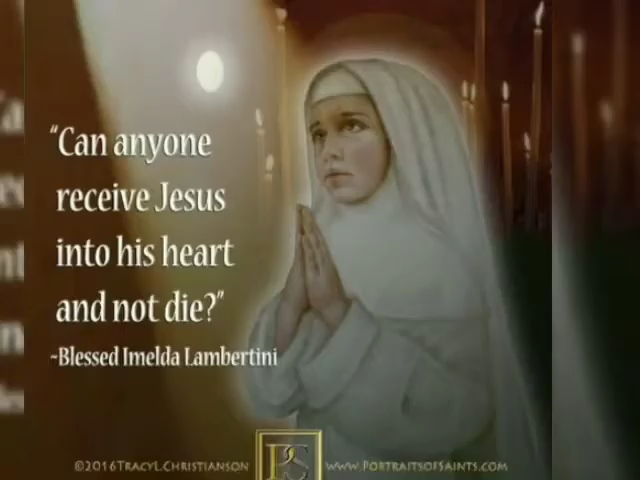 “Can anyone
receive Jesus
into his heart
and not die?”
~Blessed Imelda Lambertini
©2016TracyL.Christianson
PS
www.PortraitsofSaints.com